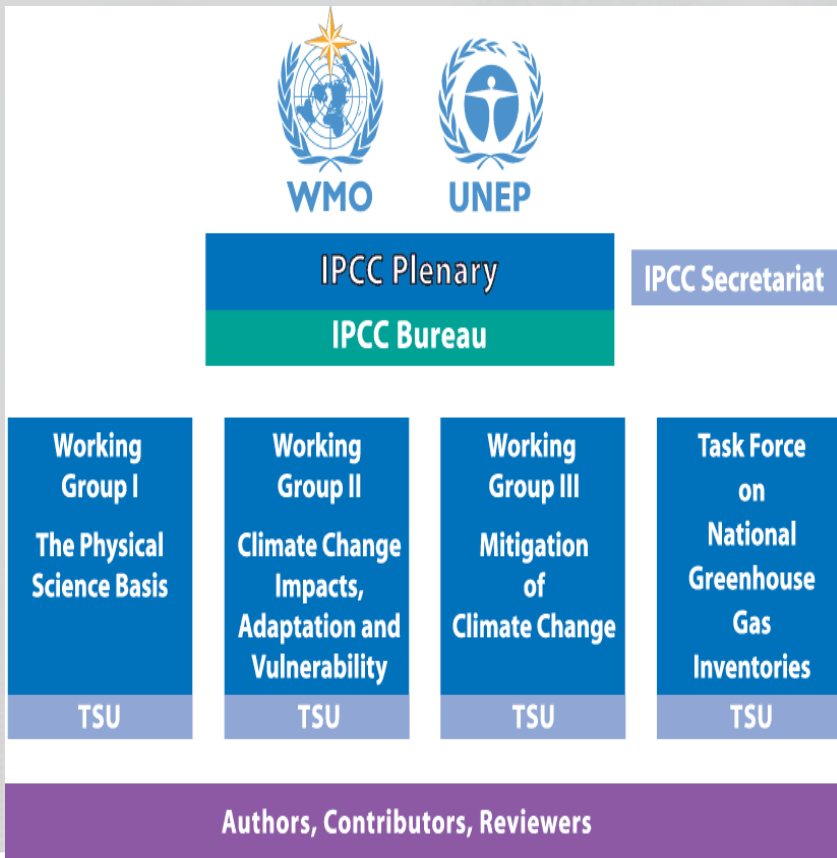 WMO
UNEP
IPCC Plenary
IPCC Secretariat
IPCC Bureau
Working
Group I
The Physical
Science Basis
TSU
Working
Group II
Climate Change
Impacts,
Adaptation and
Vulnerability
TSU
Working
Group III
Mitigation
of
Climate Change
TSU
Task Force
on
National
Greenhouse
Gas
Inventories
TSU
Authors, Contributors, Reviewers